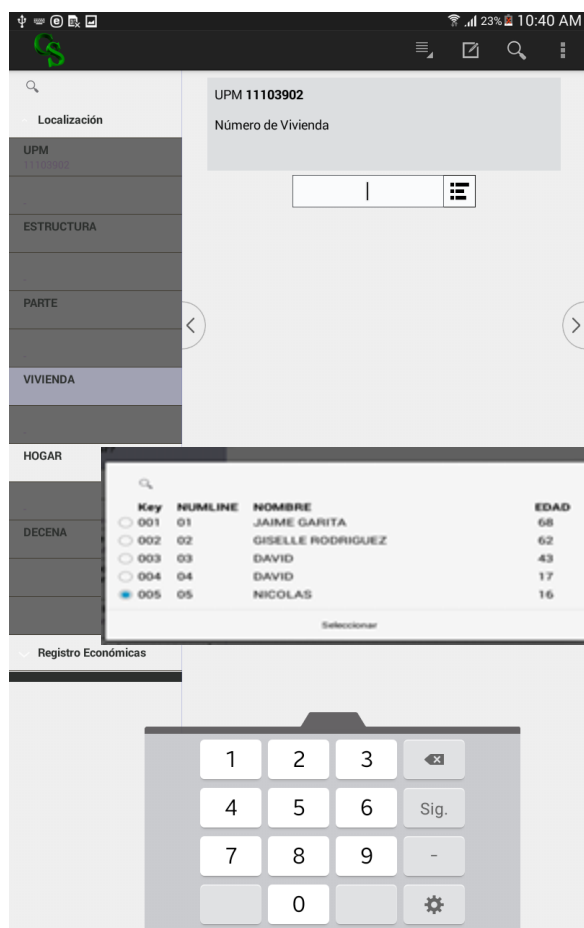 23% 10:40 AM
GS
Localización
UPM 11103902
Número de Vivienda
UPM
11103902
.
ESTRUCTURA
PARTE
.
VIVIENDA
.
HOGAR
.
DECENA
Key NUMLINE NOMBRE EDAD
001 01 JAIME GARITA 68
002 02 GISELLE RODRIGUEZ 62
003 03 DAVID 43
004 04 DAVID 17
005 05 NICOLAS 16
Seleccionar
Registro Económicas
1 2 3
4 5 6 Sig.
7 8 9 -
0